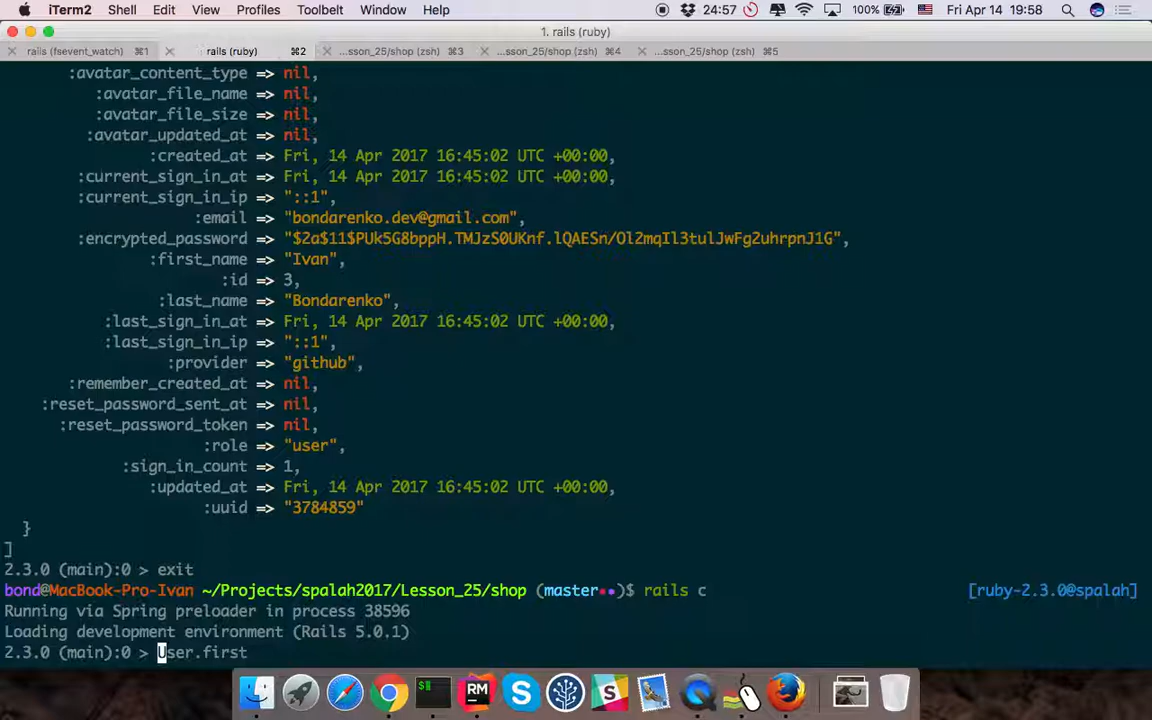 iTerm2 Shell Edit View Profiles Toolbelt Window Help 24:57 100% Fri Apr 14 19:58
1. rails (ruby)
rails (fsevent_watch) ⌘1 rails (ruby) ⌘2 ...sson_25/shop (zsh) ⌘3 ...sson_25/shop (zsh) ⌘4 ...sson_25/shop (zsh) ⌘5
:avatar_content_type => nil,
:avatar_file_name => nil,
:avatar_file_size => nil,
:avatar_updated_at => nil,
:created_at => Fri, 14 Apr 2017 16:45:02 UTC +00:00,
:current_sign_in_at => Fri, 14 Apr 2017 16:45:02 UTC +00:00,
:current_sign_in_ip => "::1",
:email => "bondarenko.dev@gmail.com",
:encrypted_password => "$2a$11$PUk5G8bppH.TMJzS0UKnf.lQAESn/Ol2mqIl3tulJwFg2uhrpnJ1G",
:first_name => "Ivan",
:id => 3,
:last_name => "Bondarenko",
:last_sign_in_at => Fri, 14 Apr 2017 16:45:02 UTC +00:00,
:last_sign_in_ip => "::1",
:provider => "github",
:remember_created_at => nil,
:reset_password_sent_at => nil,
:reset_password_token => nil,
:role => "user",
:sign_in_count => 1,
:updated_at => Fri, 14 Apr 2017 16:45:02 UTC +00:00,
:uuid => "3784859"
}
]
2.3.0 (main):0 > exit
bond@MacBook-Pro-Ivan ~/Projects/spalah2017/Lesson_25/shop (master••)$ rails c [ruby-2.3.0@spalah]
Running via Spring preloader in process 38596
Loading development environment (Rails 5.0.1)
2.3.0 (main):0 > User.first